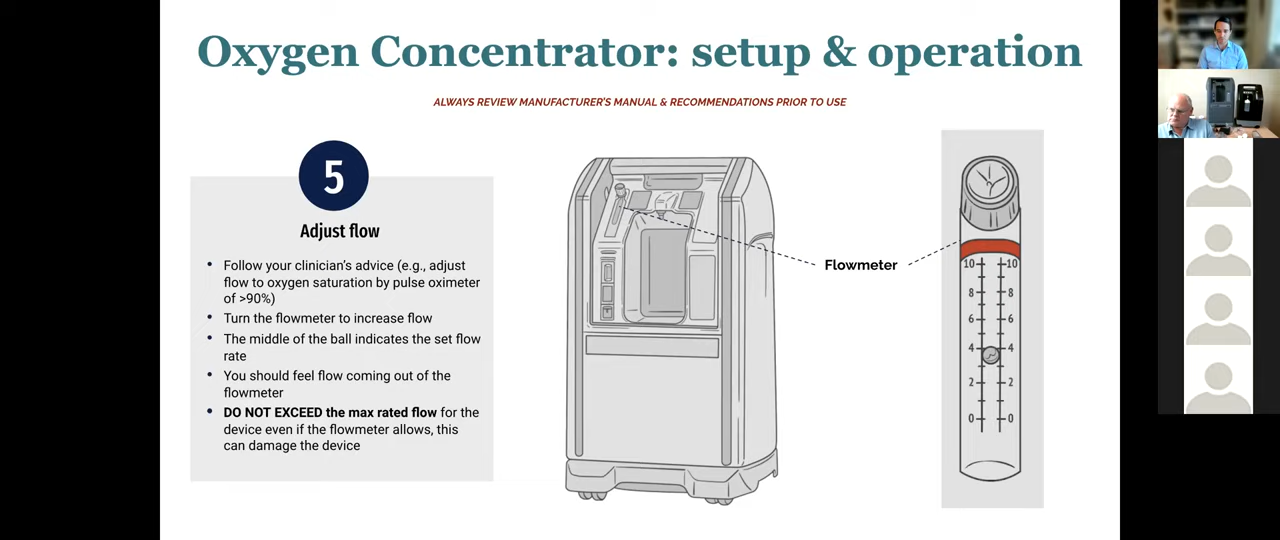 Oxygen Concentrator: setup & operation
ALWAYS REVIEW MANUFACTURER'S MANUAL & RECOMMENDATIONS PRIOR TO USE
5
Adjust flow
• Follow your clinician's advice (e.g., adjust
flow to oxygen saturation by pulse oximeter
of >90%)
• Turn the flowmeter to increase flow
• The middle of the ball indicates the set flow
rate
• You should feel flow coming out of the
flowmeter
• DO NOT EXCEED the max rated flow for the
device even if the flowmeter allows, this
can damage the device
Flowmeter
10 10
8 8
6 6
4 4
2 2
0 0